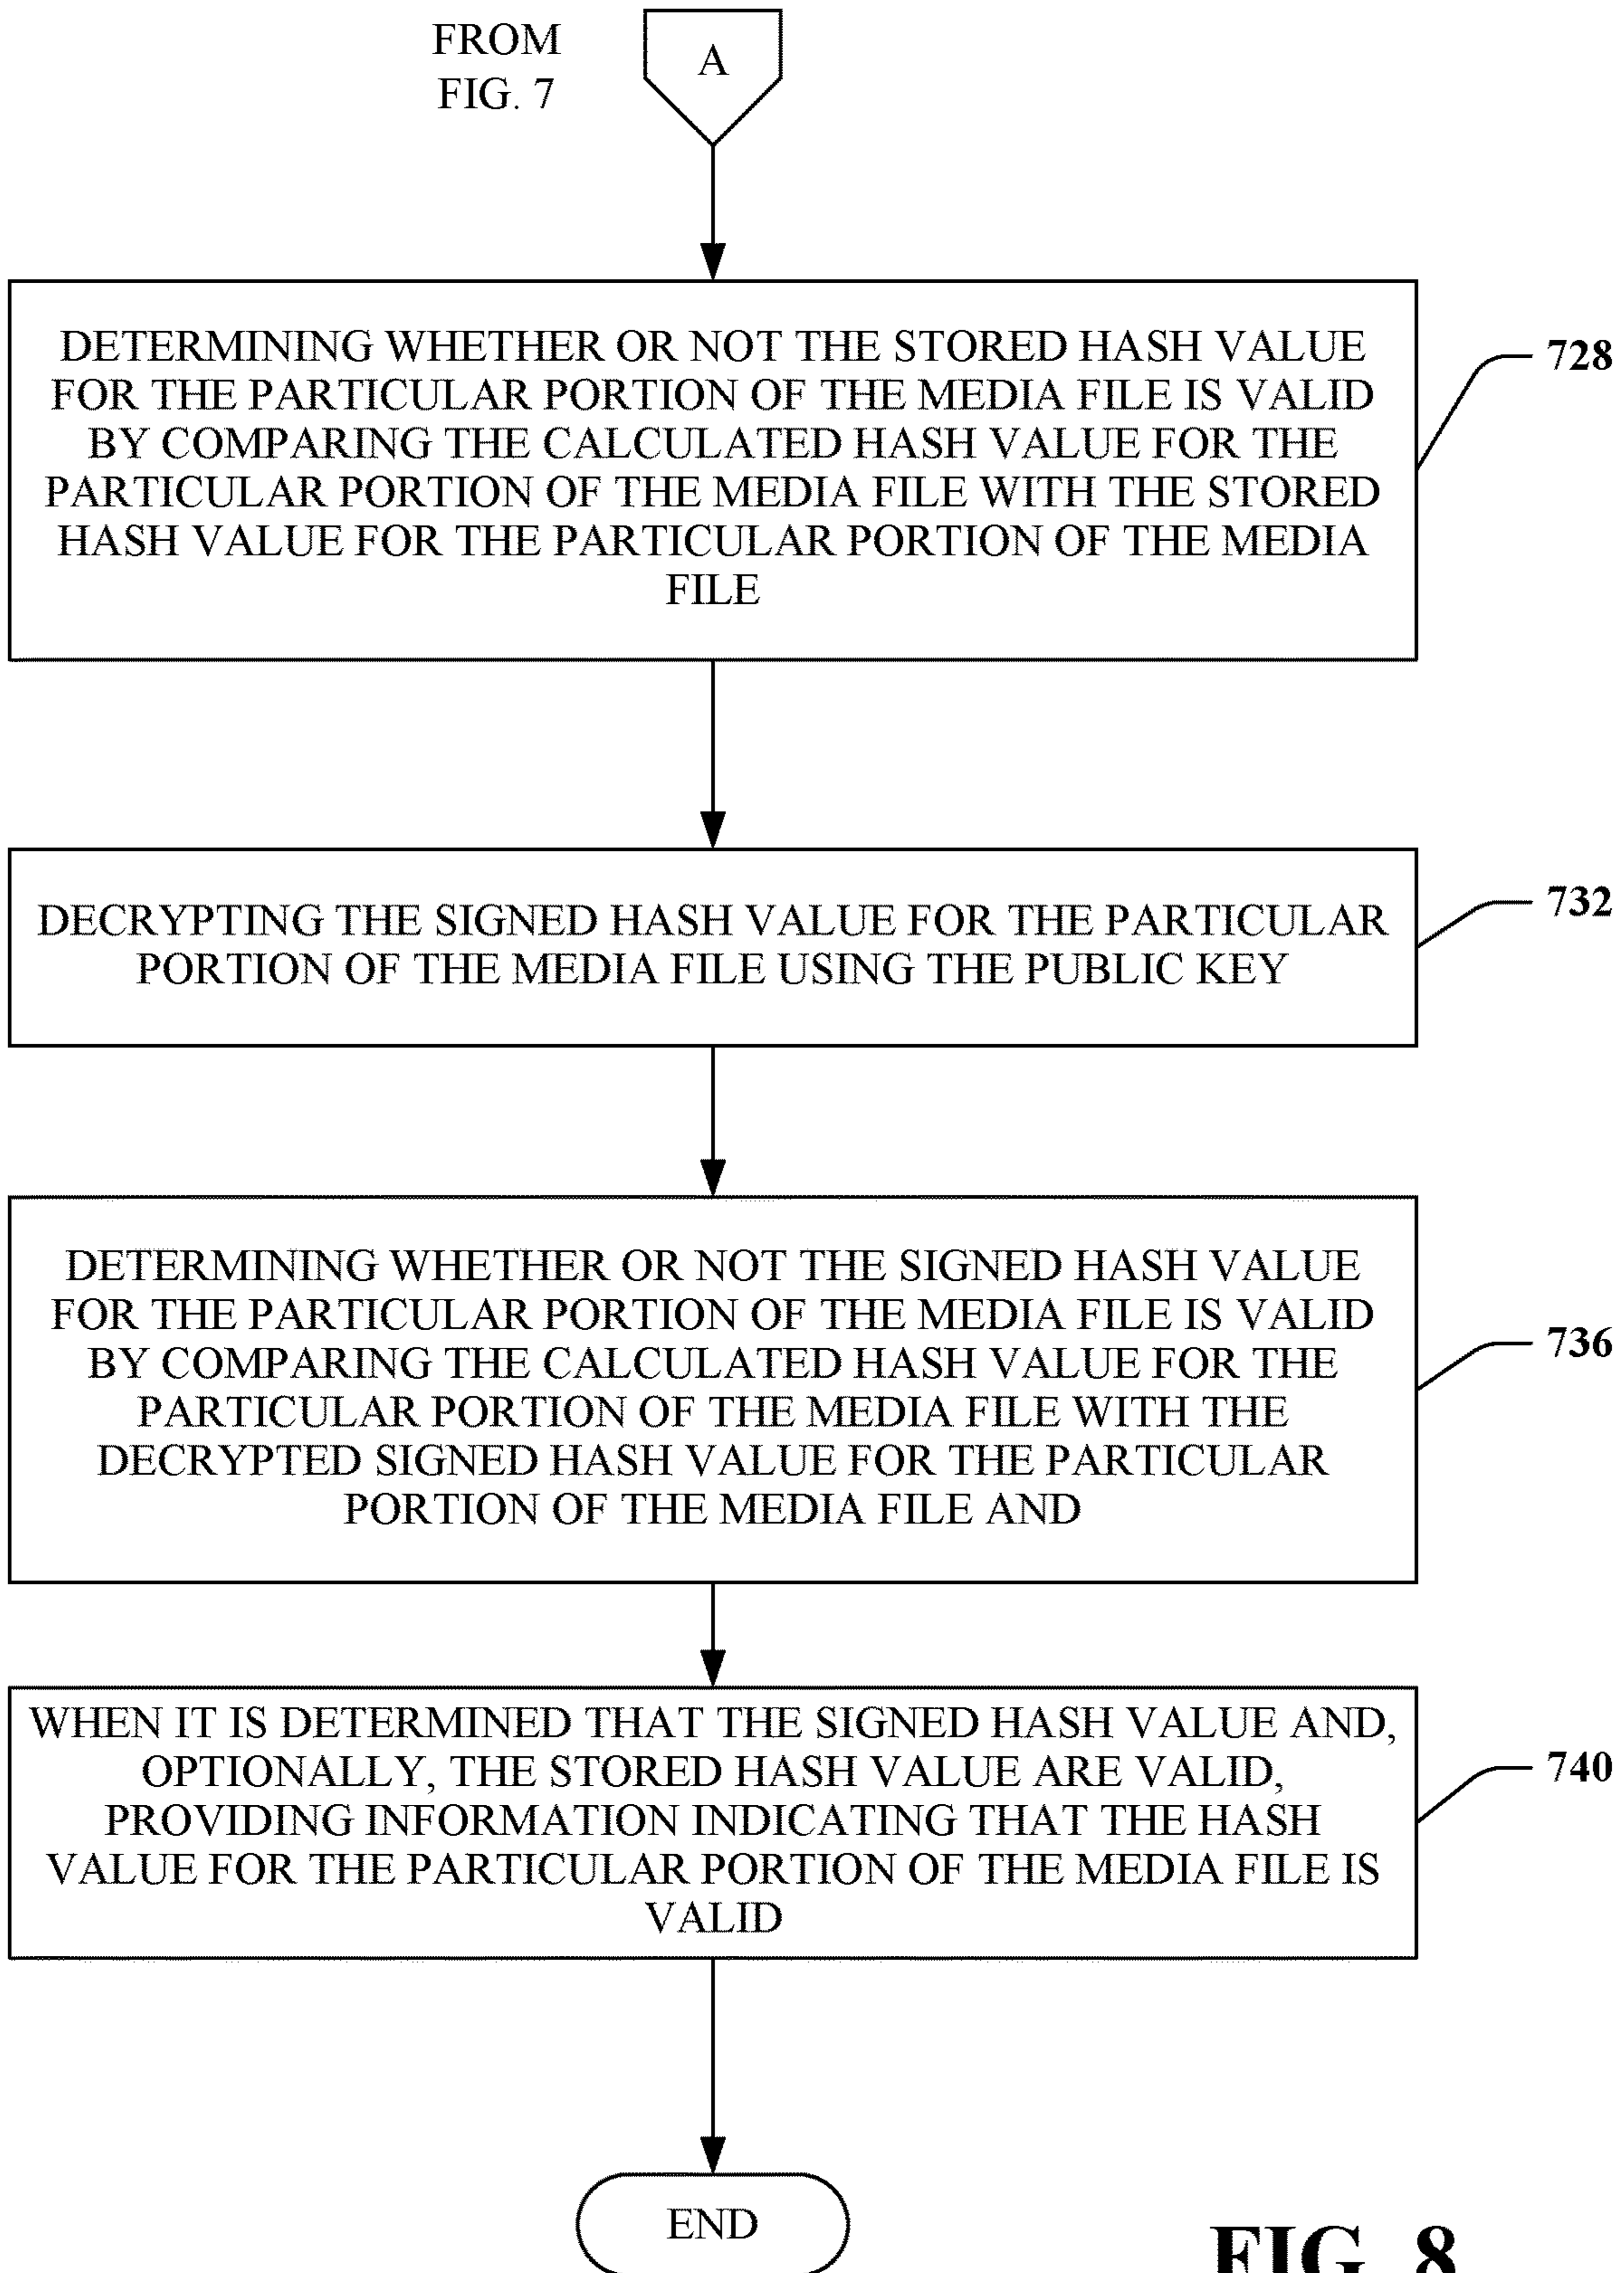 FROM
FIG. 7
A
DETERMINING WHETHER OR NOT THE STORED HASH VALUE
FOR THE PARTICULAR PORTION OF THE MEDIA FILE IS VALID
BY COMPARING THE CALCULATED HASH VALUE FOR THE
PARTICULAR PORTION OF THE MEDIA FILE WITH THE STORED
HASH VALUE FOR THE PARTICULAR PORTION OF THE MEDIA
FILE
728
DECRYPTING THE SIGNED HASH VALUE FOR THE PARTICULAR
PORTION OF THE MEDIA FILE USING THE PUBLIC KEY
732
DETERMINING WHETHER OR NOT THE SIGNED HASH VALUE
FOR THE PARTICULAR PORTION OF THE MEDIA FILE IS VALID
BY COMPARING THE CALCULATED HASH VALUE FOR THE
PARTICULAR PORTION OF THE MEDIA FILE WITH THE
DECRYPTED SIGNED HASH VALUE FOR THE PARTICULAR
PORTION OF THE MEDIA FILE AND
736
WHEN IT IS DETERMINED THAT THE SIGNED HASH VALUE AND,
OPTIONALLY, THE STORED HASH VALUE ARE VALID,
PROVIDING INFORMATION INDICATING THAT THE HASH
VALUE FOR THE PARTICULAR PORTION OF THE MEDIA FILE IS
VALID
740
END
FIG. 8